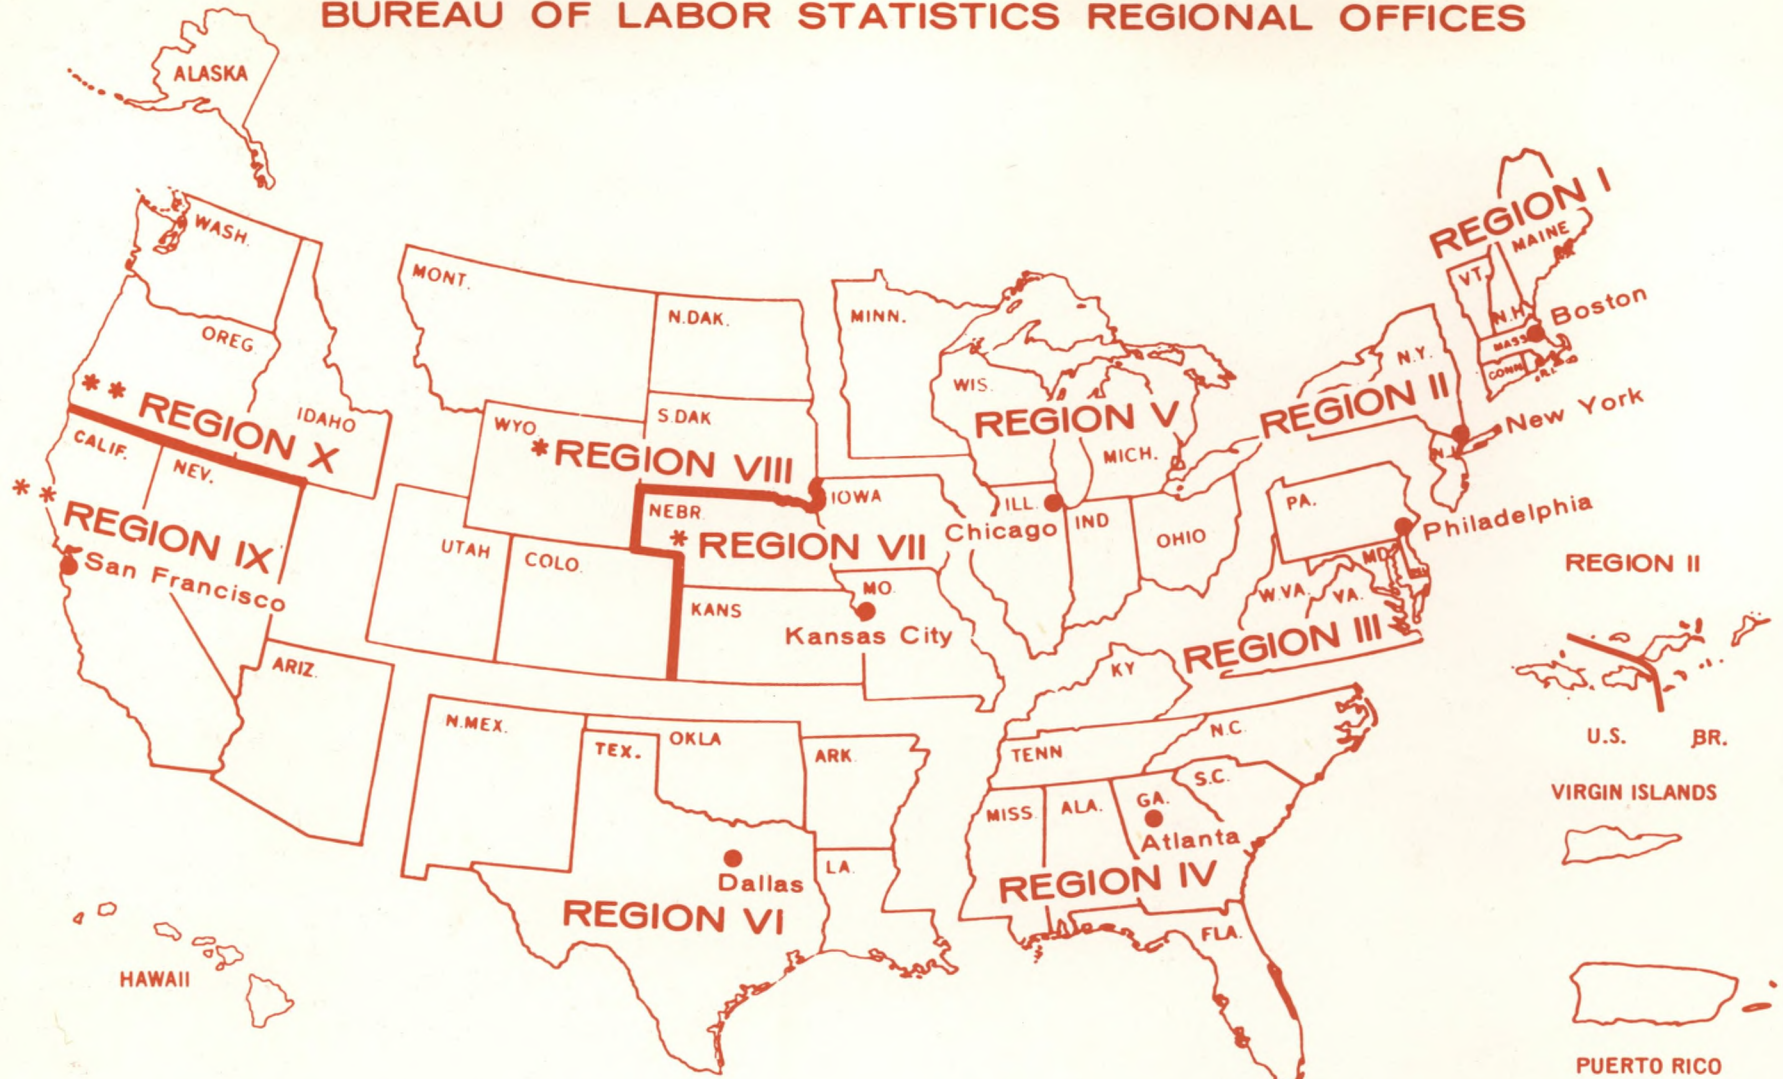 BUREAU OF LABOR STATISTICS REGIONAL OFFICES
ALASKA
WASH.
OREG.
IDAHO
** REGION X
CALIF.
NEV.
** REGION IX
San Francisco
ARIZ.
HAWAII
MONT.
N.DAK.
S.DAK
WYO.
*REGION VIII
UTAH
COLO.
NEBR.
IOWA
* REGION VII
KANS
MO.
Kansas City
N.MEX.
TEX.
OKLA
ARK
LA.
Dallas
REGION VI
MINN.
WIS.
REGION V
MICH.
ILL.
Chicago
IND
OHIO
KY
TENN
N.C.
S.C.
MISS.
ALA.
GA.
Atlanta
REGION IV
FLA.
REGION I
MAINE
VT.
N.H.
MASS
CONN
R.I.
Boston
N.Y.
REGION II
New York
N.J.
PA.
Philadelphia
MD.
W.VA.
VA.
REGION III
REGION II
U.S. BR.
VIRGIN ISLANDS
PUERTO RICO